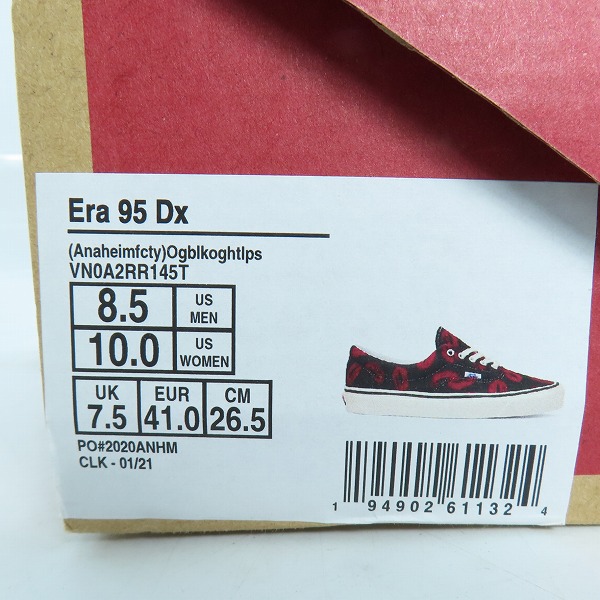 Era 95 Dx
(Anaheimfcty)Ogblkoghtlps
VN0A2RR145T
8.5 US MEN
10.0 US WOMEN
UK EUR CM
7.5 41.0 26.5
PO#2020ANHM
CLK - 01/21
1 94902 61132 4